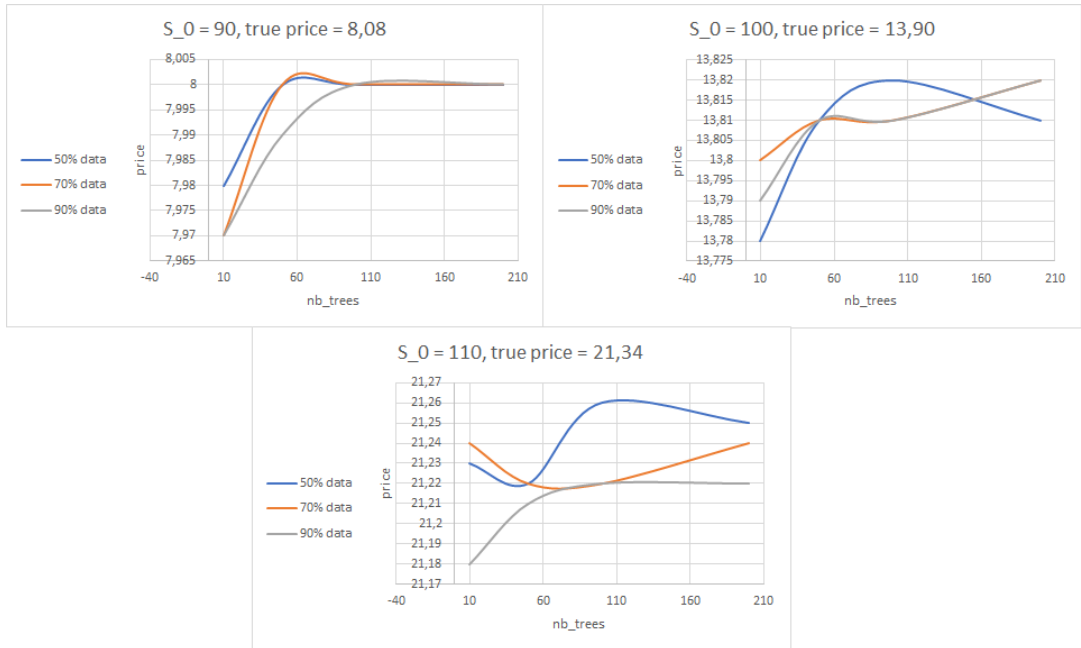 S_0 = 90, true price = 8,08
8,005
8
7,995
7,99
7,985
7,98
7,975
7,97
7,965
price
50% data
70% data
90% data
-40 10 60 110 160 210
nb_trees
S_0 = 100, true price = 13,90
13,825
13,82
13,815
13,81
13,805
13,8
13,795
13,79
13,785
13,78
13,775
price
50% data
70% data
90% data
-40 10 60 110 160 210
nb_trees
S_0 = 110, true price = 21,34
21,27
21,26
21,25
21,24
21,23
21,22
21,21
21,2
21,19
21,18
21,17
price
50% data
70% data
90% data
-40 10 60 110 160 210
nb_trees